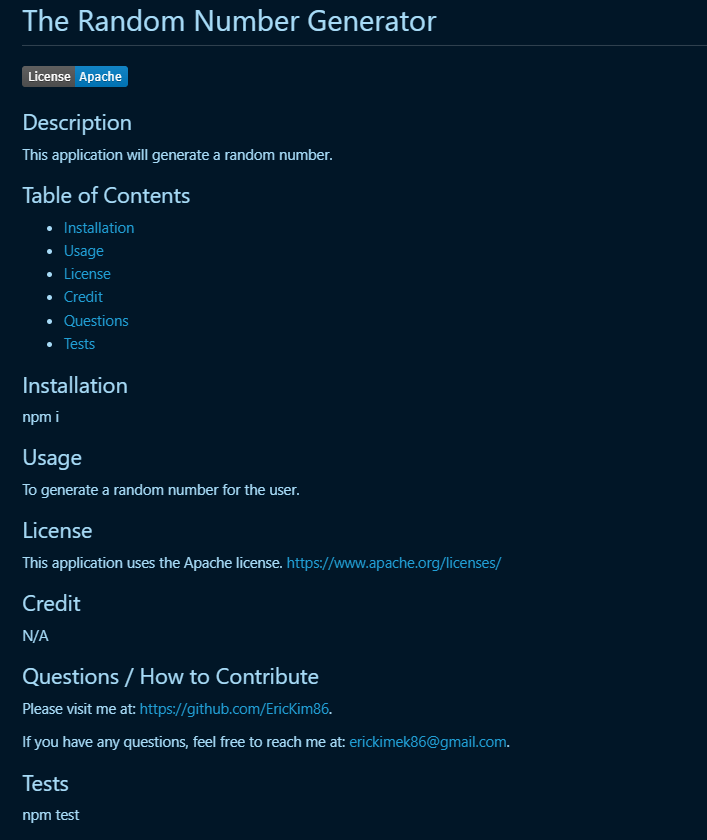 The Random Number Generator
License Apache
Description
This application will generate a random number.
Table of Contents
Installation
Usage
License
Credit
Questions
Tests
Installation
npm i
Usage
To generate a random number for the user.
License
This application uses the Apache license. https://www.apache.org/licenses/
Credit
N/A
Questions / How to Contribute
Please visit me at: https://github.com/EricKim86.
If you have any questions, feel free to reach me at: erickimek86@gmail.com.
Tests
npm test